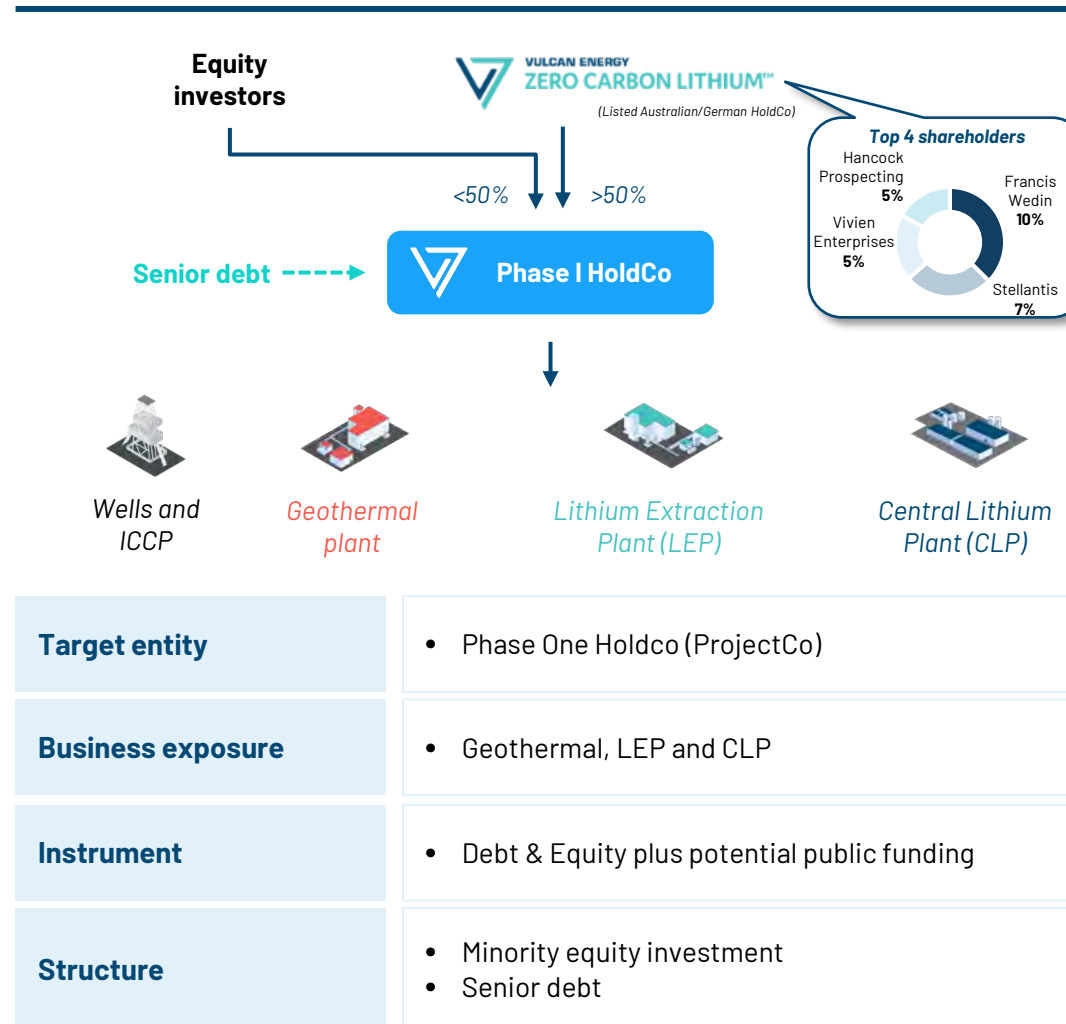 Equity
investors
VULCAN ENERGY
ZERO CARBON LITHIUM™
(Listed Australian/German HoldCo)
Top 4 shareholders
Hancock
Prospecting
5%
Francis
Wedin
10%
Vivien
Enterprises
5%
Stellantis
7%
<50%
>50%
Senior debt
Phase I HoldCo
Wells and
ICCP
Geothermal
plant
Lithium Extraction
Plant (LEP)
Central Lithium
Plant (CLP)
Target entity
• Phase One Holdco (ProjectCo)
Business exposure
• Geothermal, LEP and CLP
Instrument
• Debt & Equity plus potential public funding
Structure
• Minority equity investment
• Senior debt